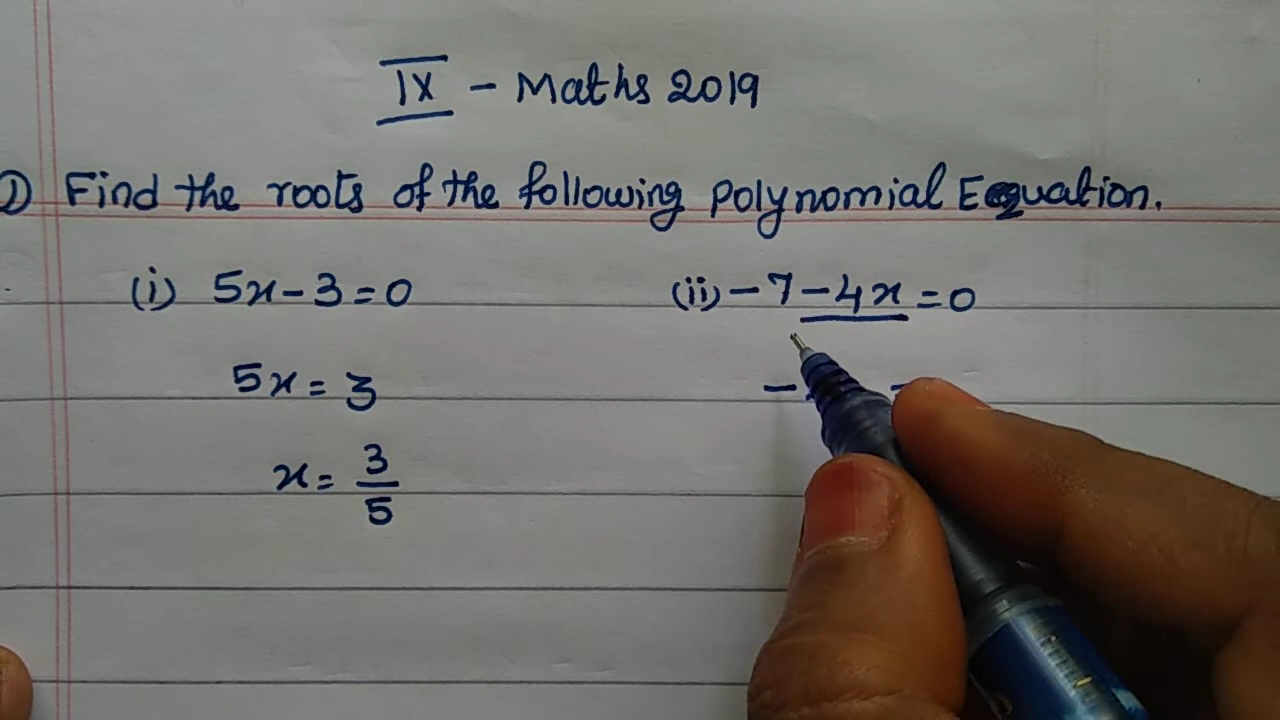 IX - Maths 2019
1) Find the roots of the following Polynomial Equation.
(i) 5x-3=0 (ii) -7-4x=0
5x=3 -
x= 3/5